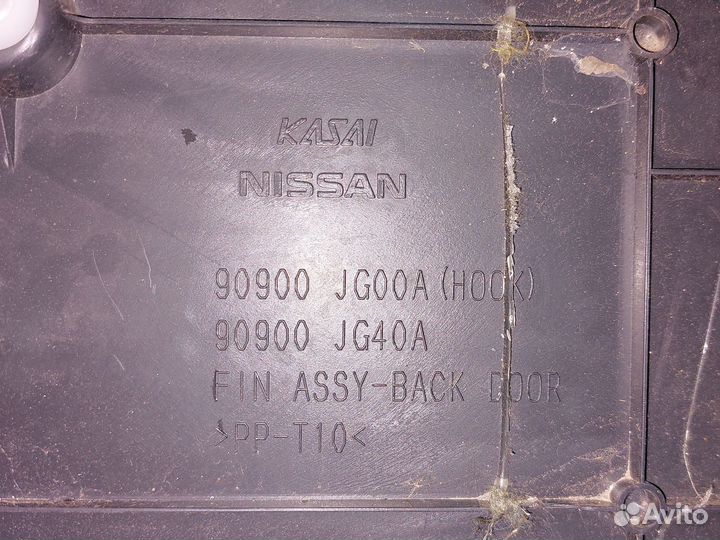 KASAI
NISSAN
90900 JG00A(HOOK)
90900 JG40A
FIN ASSY-BACK DOOR
>PP-T10<
Avito